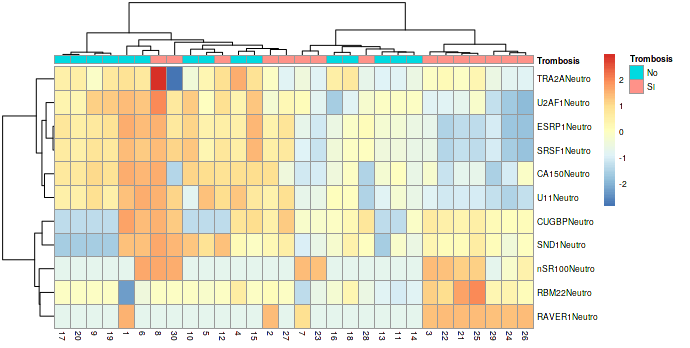 Trombosis
TRA2ANeutro
U2AF1Neutro
ESRP1Neutro
SRSF1Neutro
CA150Neutro
U11Neutro
CUGBPNeutro
SND1Neutro
nSR100Neutro
RBM22Neutro
RAVER1Neutro
17 20 9 19 1 6 8 30 10 5 12 4 15 2 27 7 23 16 18 28 13 11 14 3 22 21 25 29 24 26
2
1
0
-1
-2
Trombosis
No
SI